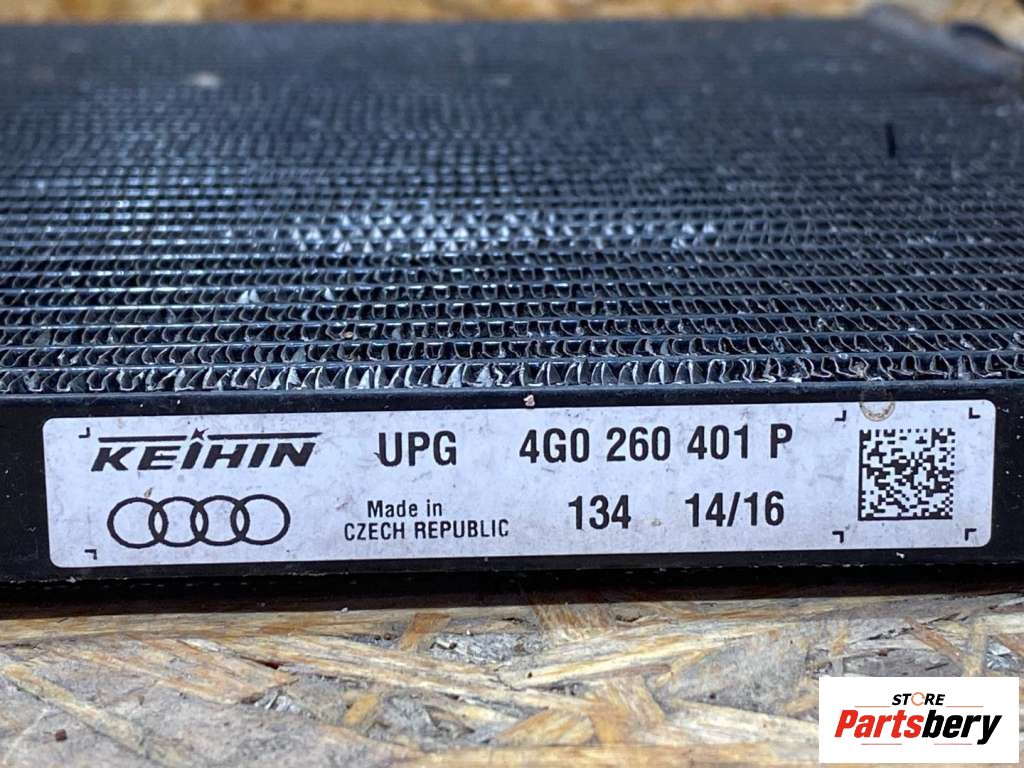 KEIHIN UPG 4G0 260 401 P
Made in
CZECH REPUBLIC
134 14/16
STORE
Partsbery